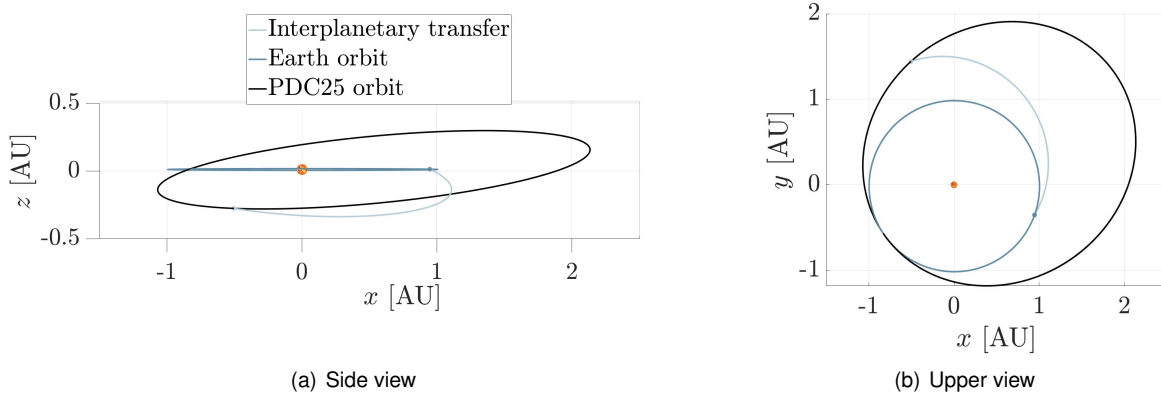 Interplanetary transfer
Earth orbit
PDC25 orbit
0.5
0
-0.5
z [AU]
-1
0
1
2
x [AU]
(a) Side view
2
1
0
-1
y [AU]
-1
0
1
2
x [AU]
(b) Upper view